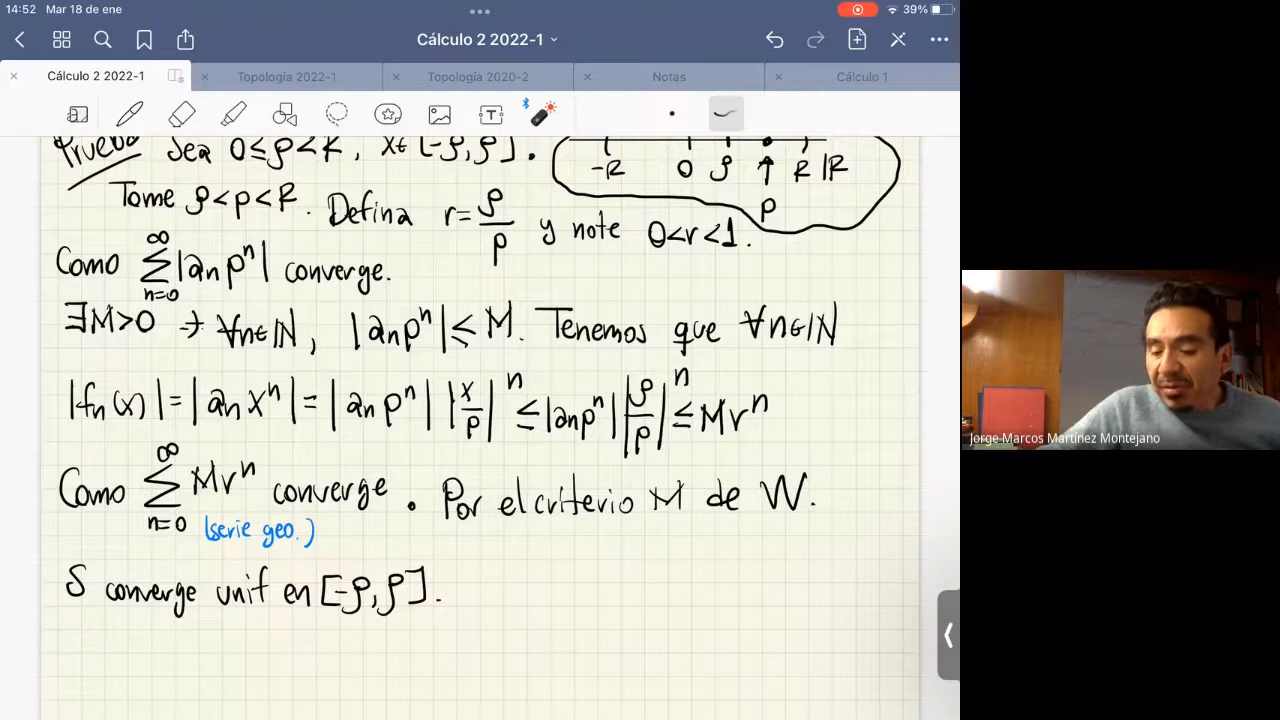 14:52 Mar 18 de ene
39%
Cálculo 2 2022-1
Cálculo 2 2022-1 Topología 2022-1 Topología 2020-2 Notas Cálculo 1
Prueba Sea 0≤ρ<R, x∈[-ρ,ρ].
-R 0 ρ ↑ R ℝ
p
Tome ρ<p<R. Defina r=ρ/p y note 0<r<1.
Como ∑_{n=0}^{∞} |a_n p^n| converge.
∃M>0 ∀n∈ℕ, |a_n p^n| ≤ M. Tenemos que ∀n∈ℕ
|f_n(x)| = |a_n x^n| = |a_n p^n| |x/p|^n ≤ |a_n p^n| |ρ/p|^n ≤ M r^n
Como ∑_{n=0}^{∞} M r^n converge. Por el criterio M de W.
(serie geo.)
S converge unif en [-ρ,ρ].
Jorge-Marcos Martínez Montejano